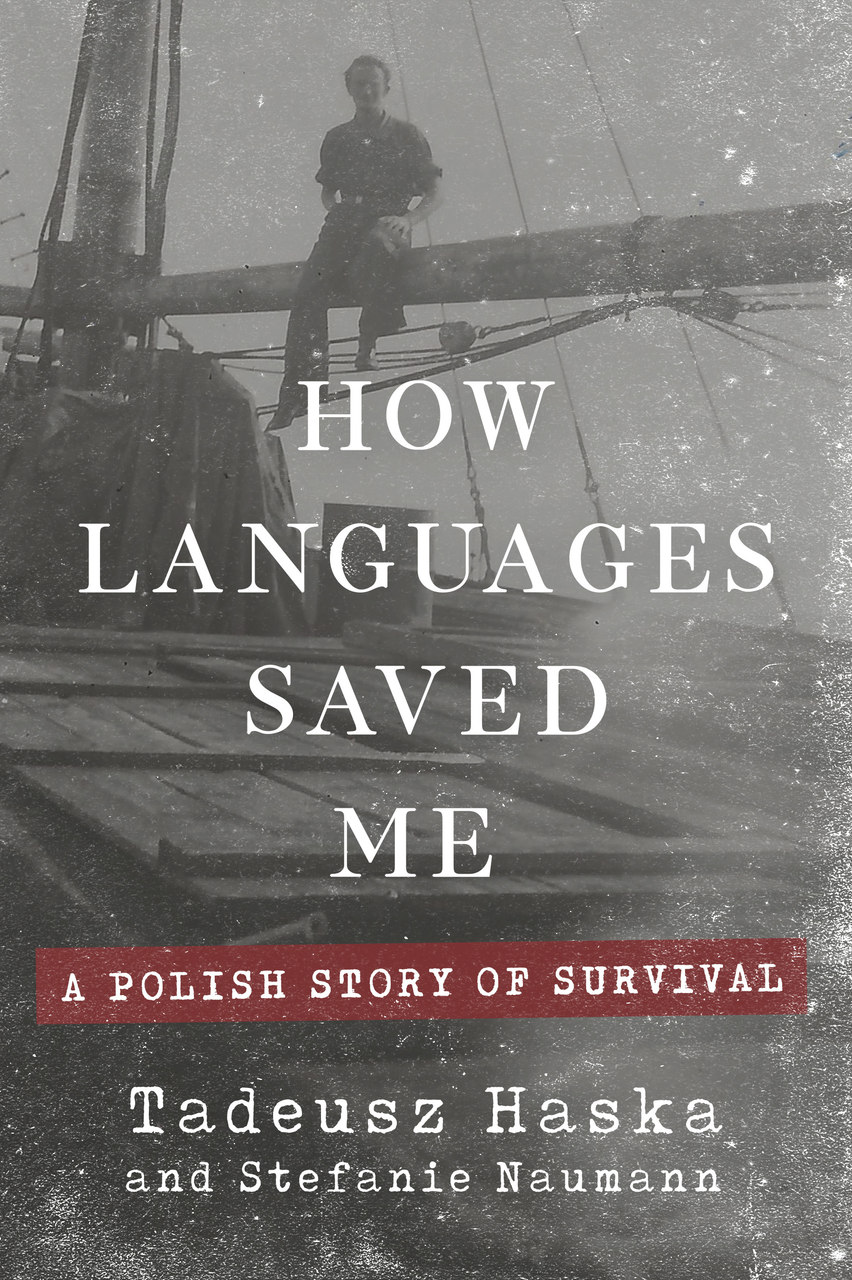 HOW
LANGUAGES
SAVED
ME
A POLISH STORY OF SURVIVAL
Tadeusz Haska
and Stefanie Naumann